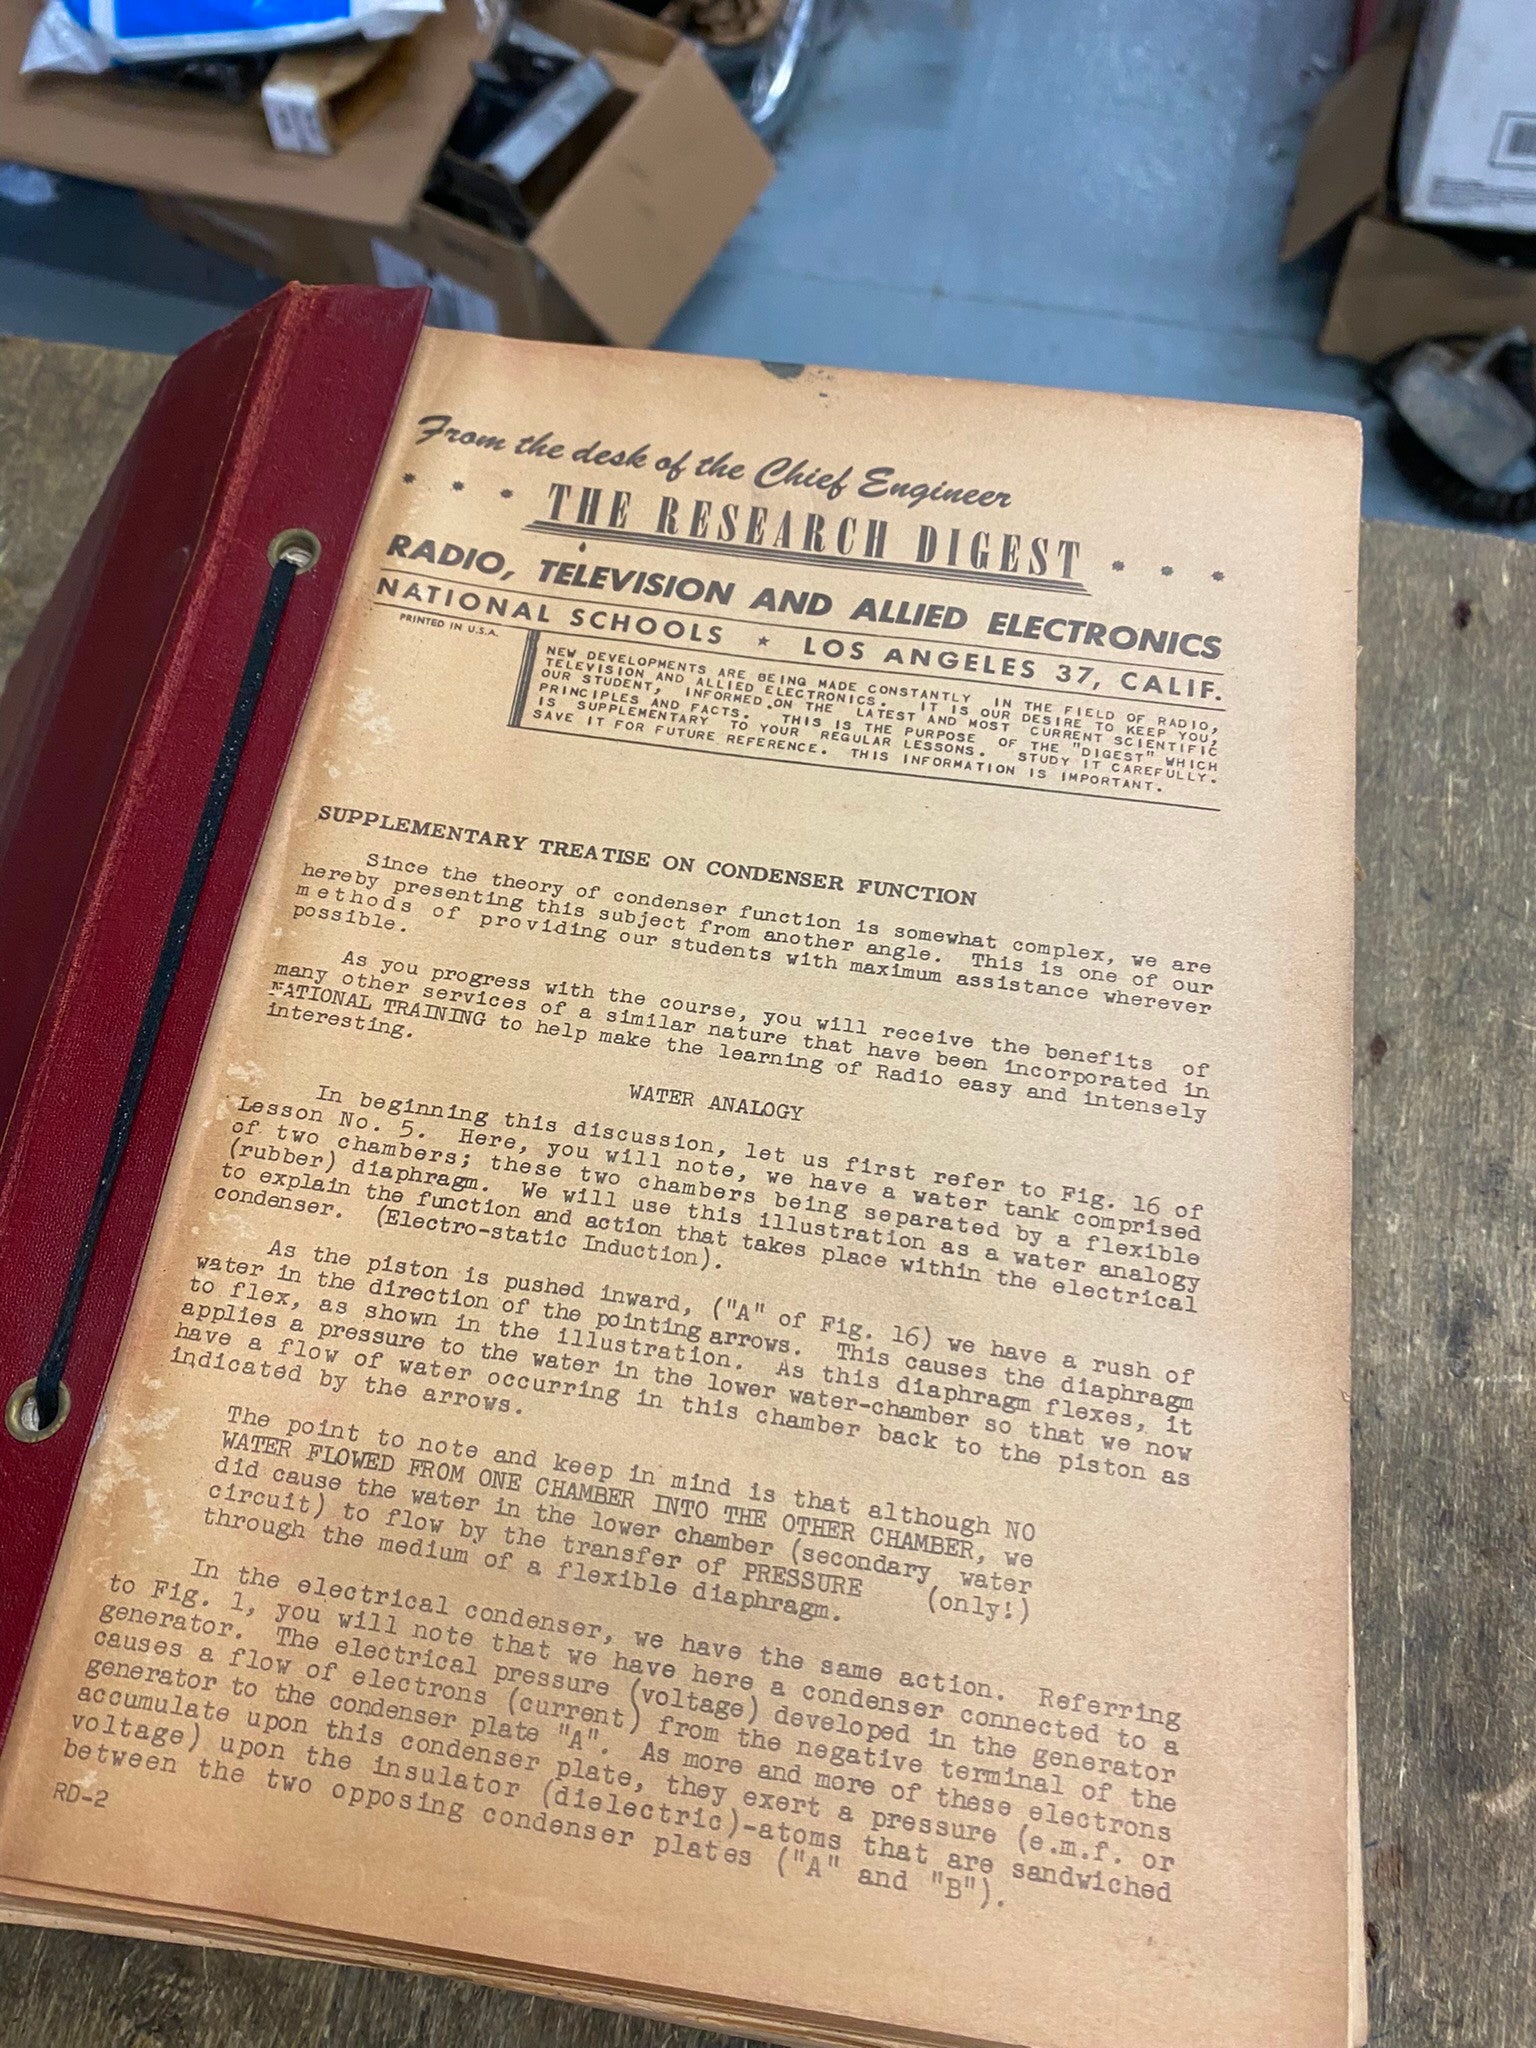 From the desk of the Chief Engineer
* * * THE RESEARCH DIGEST * * *
RADIO, TELEVISION AND ALLIED ELECTRONICS
NATIONAL SCHOOLS ★ LOS ANGELES 37, CALIF.
PRINTED IN U.S.A.
NEW DEVELOPMENTS ARE BEING MADE CONSTANTLY IN THE FIELD OF RADIO,
TELEVISION AND ALLIED ELECTRONICS. IT IS OUR DESIRE TO KEEP YOU,
OUR STUDENT, INFORMED ON THE LATEST AND MOST CURRENT SCIENTIFIC
PRINCIPLES AND FACTS. THIS IS THE PURPOSE OF THE "DIGEST" WHICH
IS SUPPLEMENTARY TO YOUR REGULAR LESSONS. STUDY IT CAREFULLY.
SAVE IT FOR FUTURE REFERENCE. THIS INFORMATION IS IMPORTANT.
SUPPLEMENTARY TREATISE ON CONDENSER FUNCTION
Since the theory of condenser function is somewhat complex, we are
hereby presenting this subject from another angle. This is one of our
methods of providing our students with maximum assistance wherever
possible.
As you progress with the course, you will receive the benefits of
many other services of a similar nature that have been incorporated in
NATIONAL TRAINING to help make the learning of Radio easy and intensely
interesting.
WATER ANALOGY
In beginning this discussion, let us first refer to Fig. 16 of
Lesson No. 5. Here, you will note, we have a water tank comprised
of two chambers; these two chambers being separated by a flexible
(rubber) diaphragm. We will use this illustration as a water analogy
to explain the function and action that takes place within the electrical
condenser. (Electro-static Induction).
As the piston is pushed inward, ("A" of Fig. 16) we have a rush of
water in the direction of the pointing arrows. This causes the diaphragm
to flex, as shown in the illustration. As this diaphragm flexes, it
applies a pressure to the water in the lower water-chamber so that we now
have a flow of water occurring in this chamber back to the piston as
indicated by the arrows.
The point to note and keep in mind is that although NO
WATER FLOWED FROM ONE CHAMBER INTO THE OTHER CHAMBER, we
did cause the water in the lower chamber (secondary water
circuit) to flow by the transfer of PRESSURE (only!)
through the medium of a flexible diaphragm.
In the electrical condenser, we have the same action. Referring
to Fig. 1, you will note that we have here a condenser connected to a
generator. The electrical pressure (voltage) developed in the generator
causes a flow of electrons (current) from the negative terminal of the
generator to the condenser plate "A". As more and more of these electrons
accumulate upon this condenser plate, they exert a pressure (e.m.f. or
voltage) upon the insulator (dielectric)-atoms that are sandwiched
between the two opposing condenser plates ("A" and "B").
RD-2